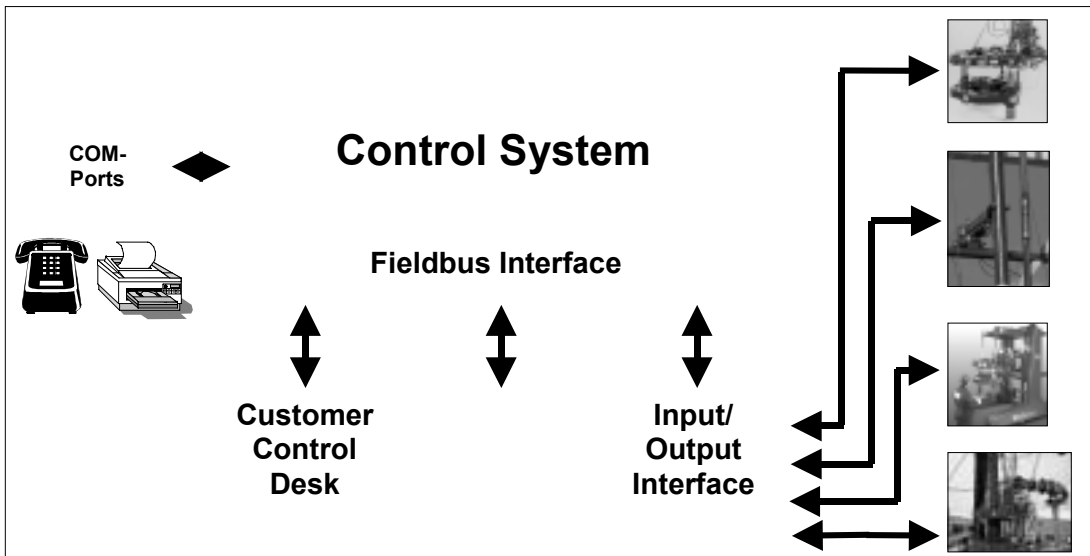 Control System
COM-
Ports
Fieldbus Interface
Customer
Control
Desk
Input/
Output
Interface